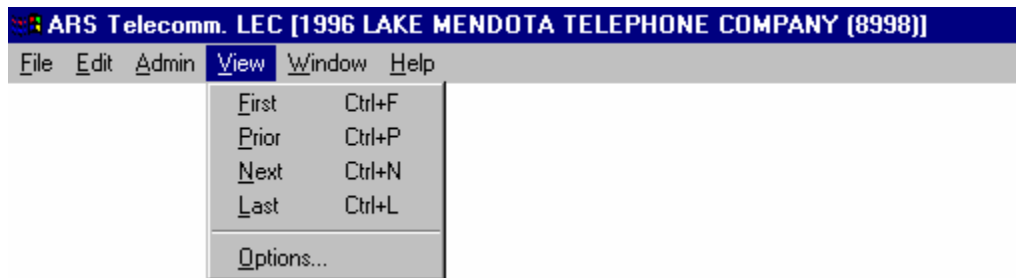 ARS Telecomm. LEC [1996 LAKE MENDOTA TELEPHONE COMPANY (8998)]
File Edit Admin View Window Help
First Ctrl+F
Prior Ctrl+P
Next Ctrl+N
Last Ctrl+L
Options...